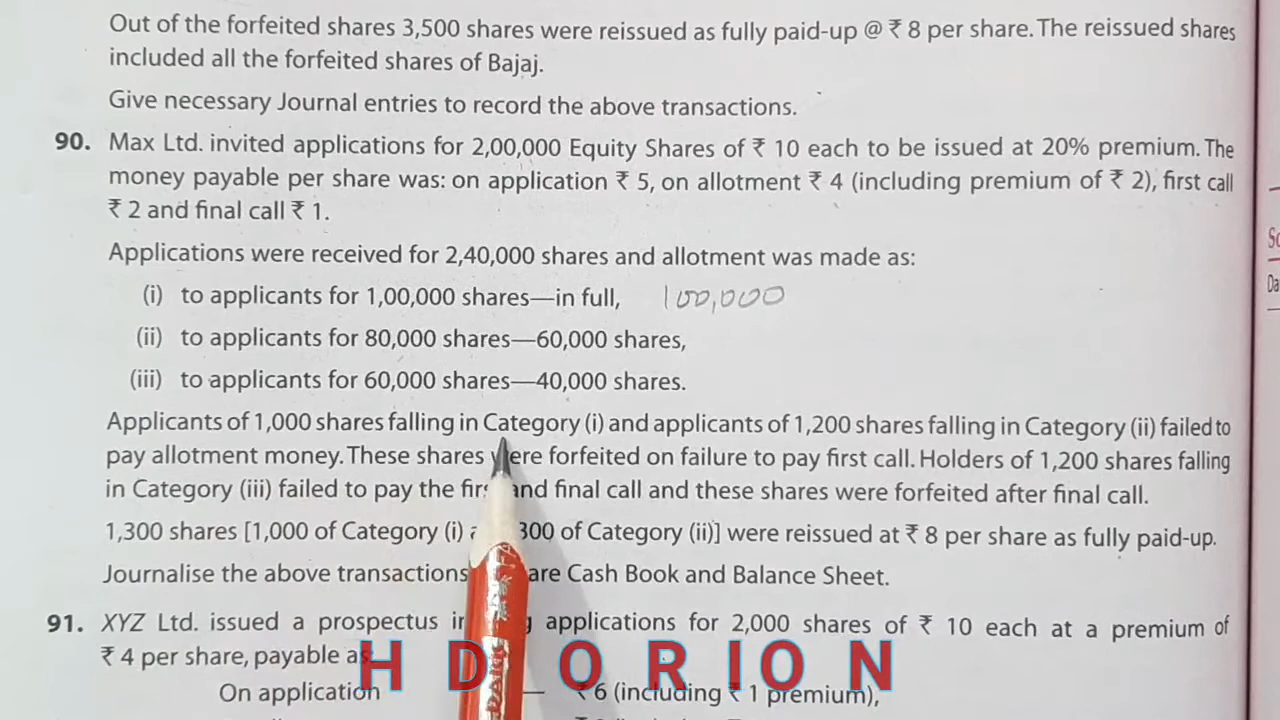 Out of the forfeited shares 3,500 shares were reissued as fully paid-up @ ₹ 8 per share. The reissued shares
included all the forfeited shares of Bajaj.
Give necessary Journal entries to record the above transactions.
90. Max Ltd. invited applications for 2,00,000 Equity Shares of ₹ 10 each to be issued at 20% premium. The
money payable per share was: on application ₹ 5, on allotment ₹ 4 (including premium of ₹ 2), first call
₹ 2 and final call ₹ 1.
Applications were received for 2,40,000 shares and allotment was made as:
(i) to applicants for 1,00,000 shares—in full, 100,000
(ii) to applicants for 80,000 shares—60,000 shares,
(iii) to applicants for 60,000 shares—40,000 shares.
Applicants of 1,000 shares falling in Category (i) and applicants of 1,200 shares falling in Category (ii) failed to
pay allotment money. These shares were forfeited on failure to pay first call. Holders of 1,200 shares falling
in Category (iii) failed to pay the first and final call and these shares were forfeited after final call.
1,300 shares [1,000 of Category (i) 300 of Category (ii)] were reissued at ₹ 8 per share as fully paid-up.
Journalise the above transactions Cash Book and Balance Sheet.
91. XYZ Ltd. issued a prospectus applications for 2,000 shares of ₹ 10 each at a premium of
₹ 4 per share, payable as
On application — ₹ 6 (including ₹ 1 premium),
H D ORION